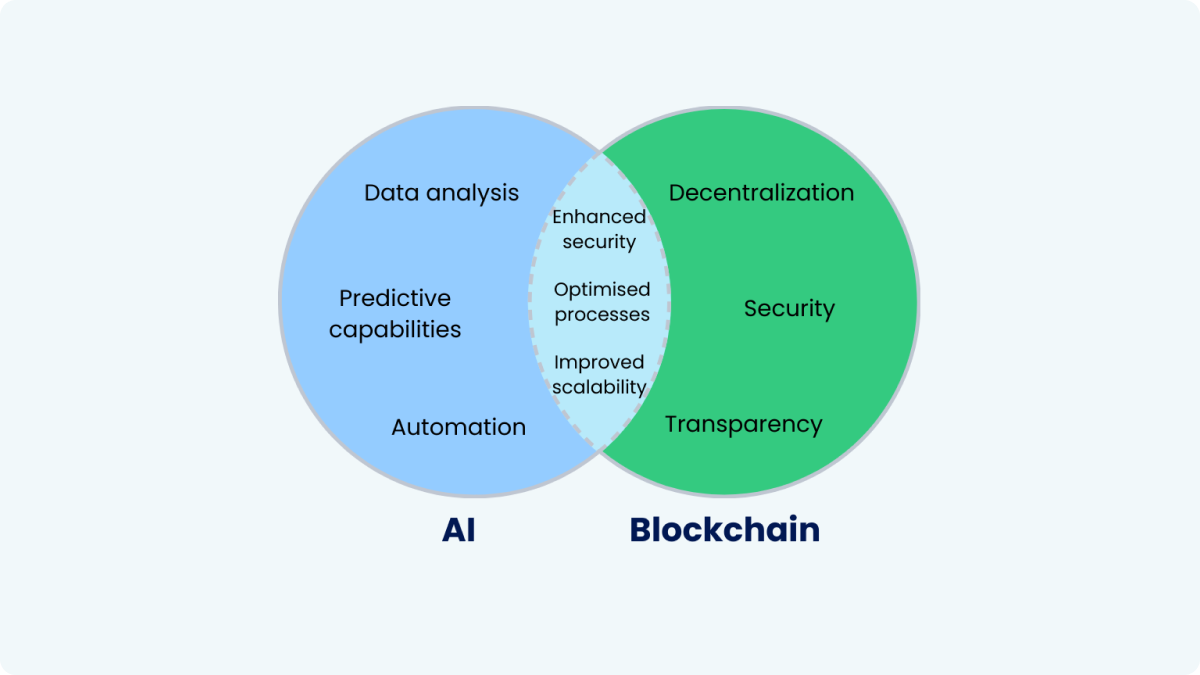 Data analysis
Predictive
capabilities
Automation
Enhanced
security
Optimised
processes
Improved
scalability
Decentralization
Security
Transparency
AI
Blockchain